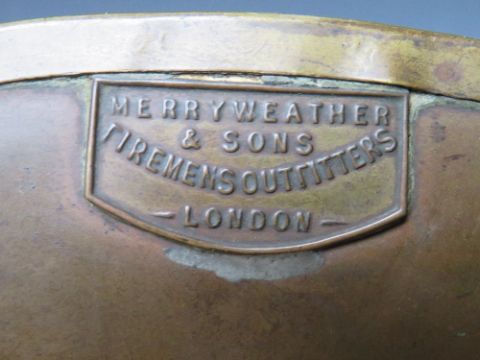 MERRYWEATHER
& SONS
FIREMENS OUTFITTERS
– LONDON –